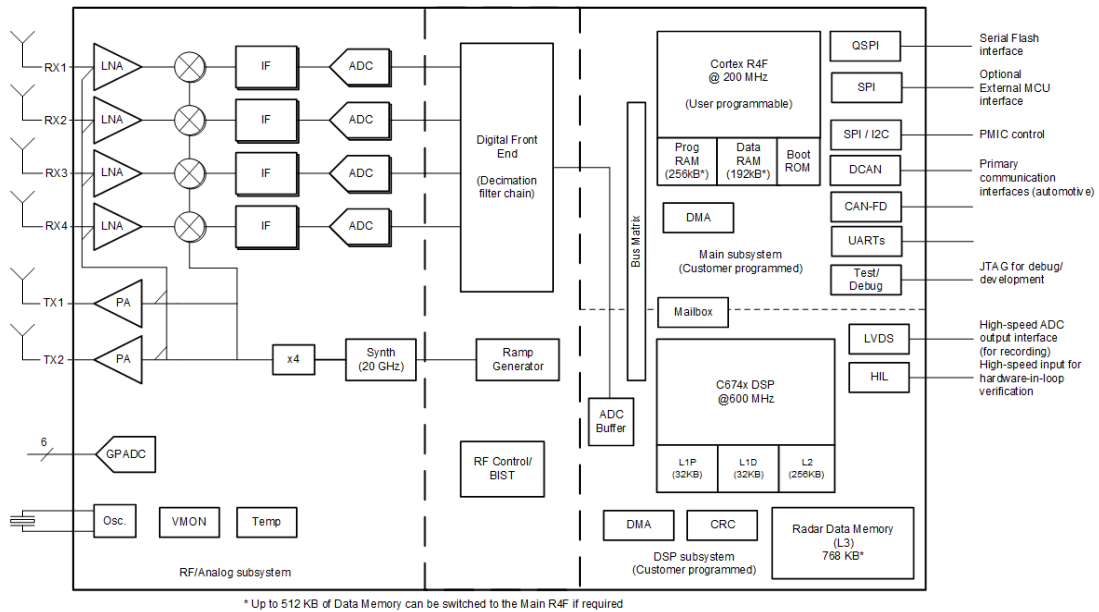 RX1
LNA
IF
ADC
RX2
LNA
IF
ADC
RX3
LNA
IF
ADC
RX4
LNA
IF
ADC
TX1
PA
TX2
PA
x4
Synth
(20 GHz)
6
GPADC
Osc.
VMON
Temp
RF/Analog subsystem
Digital Front
End
(Decimation
filter chain)
Ramp
Generator
RF Control/
BIST
Bus Matrix
ADC
Buffer
Cortex R4F
@ 200 MHz
(User programmable)
Prog
RAM
(256kB*)
Data
RAM
(192kB*)
Boot
ROM
DMA
Main subsystem
(Customer programmed)
Mailbox
QSPI
SPI
SPI / I2C
DCAN
CAN-FD
UARTs
Test/
Debug
Serial Flash
interface
Optional
External MCU
interface
PMIC control
Primary
communication
interfaces (automotive)
JTAG for debug/
development
C674x DSP
@600 MHz
L1P
(32KB)
L1D
(32KB)
L2
(256KB)
LVDS
HIL
High-speed ADC
output interface
(for recording)
High-speed input for
hardware-in-loop
verification
DMA
CRC
DSP subsystem
(Customer programmed)
Radar Data Memory
(L3)
768 KB*
* Up to 512 KB of Data Memory can be switched to the Main R4F if required